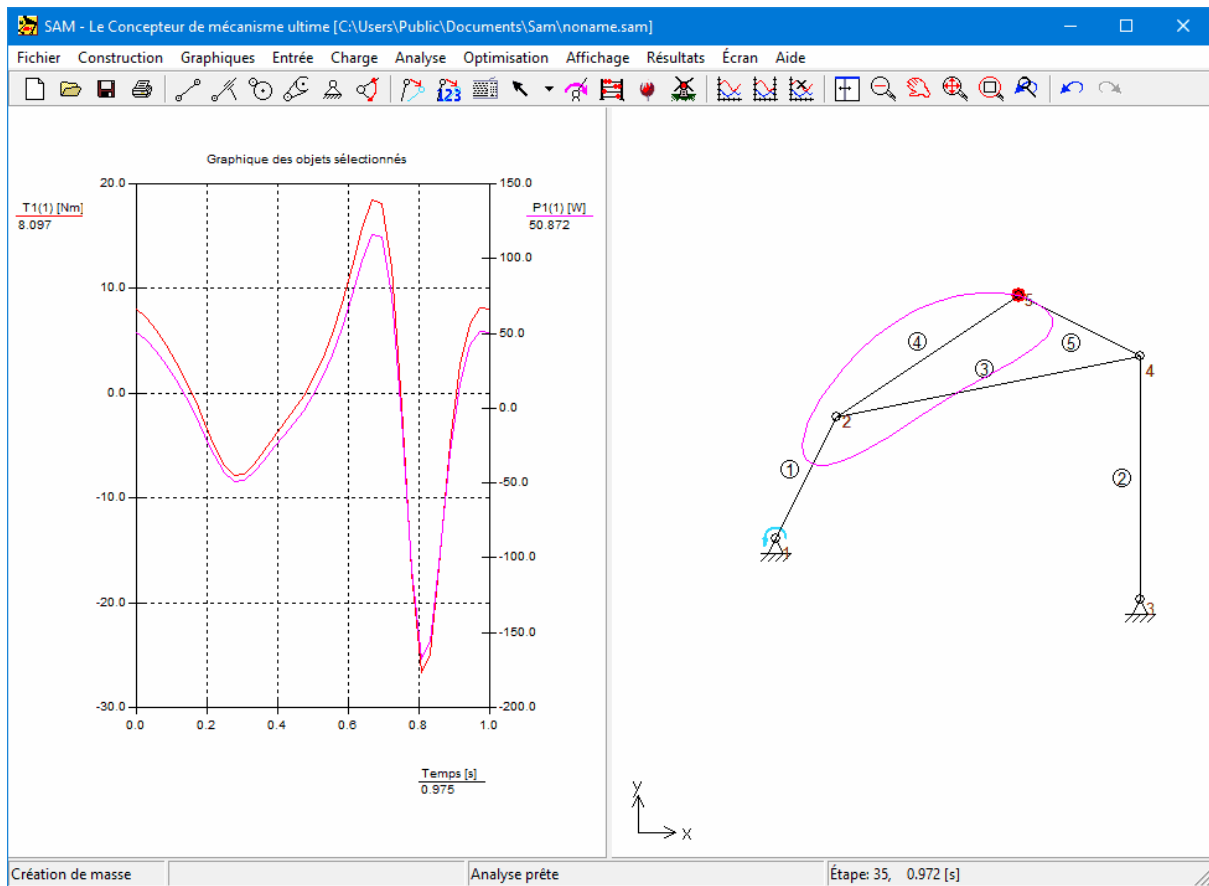 SAM - Le Concepteur de mécanisme ultime [C:\Users\Public\Documents\Sam\noname.sam]
Fichier Construction Graphiques Entrée Charge Analyse Optimisation Affichage Résultats Écran Aide
123
Graphique des objets sélectionnés
T1(1) [Nm]
8.097
20.0
10.0
0.0
-10.0
-20.0
-30.0
150.0
100.0
50.0
0.0
-50.0
-100.0
-150.0
-200.0
P1(1) [W]
50.872
0.0 0.2 0.4 0.6 0.8 1.0
Temps [s]
0.975
5
4
5
3
4
2
1
2
1
3
y
x
Création de masse
Analyse prête
Étape: 35, 0.972 [s]